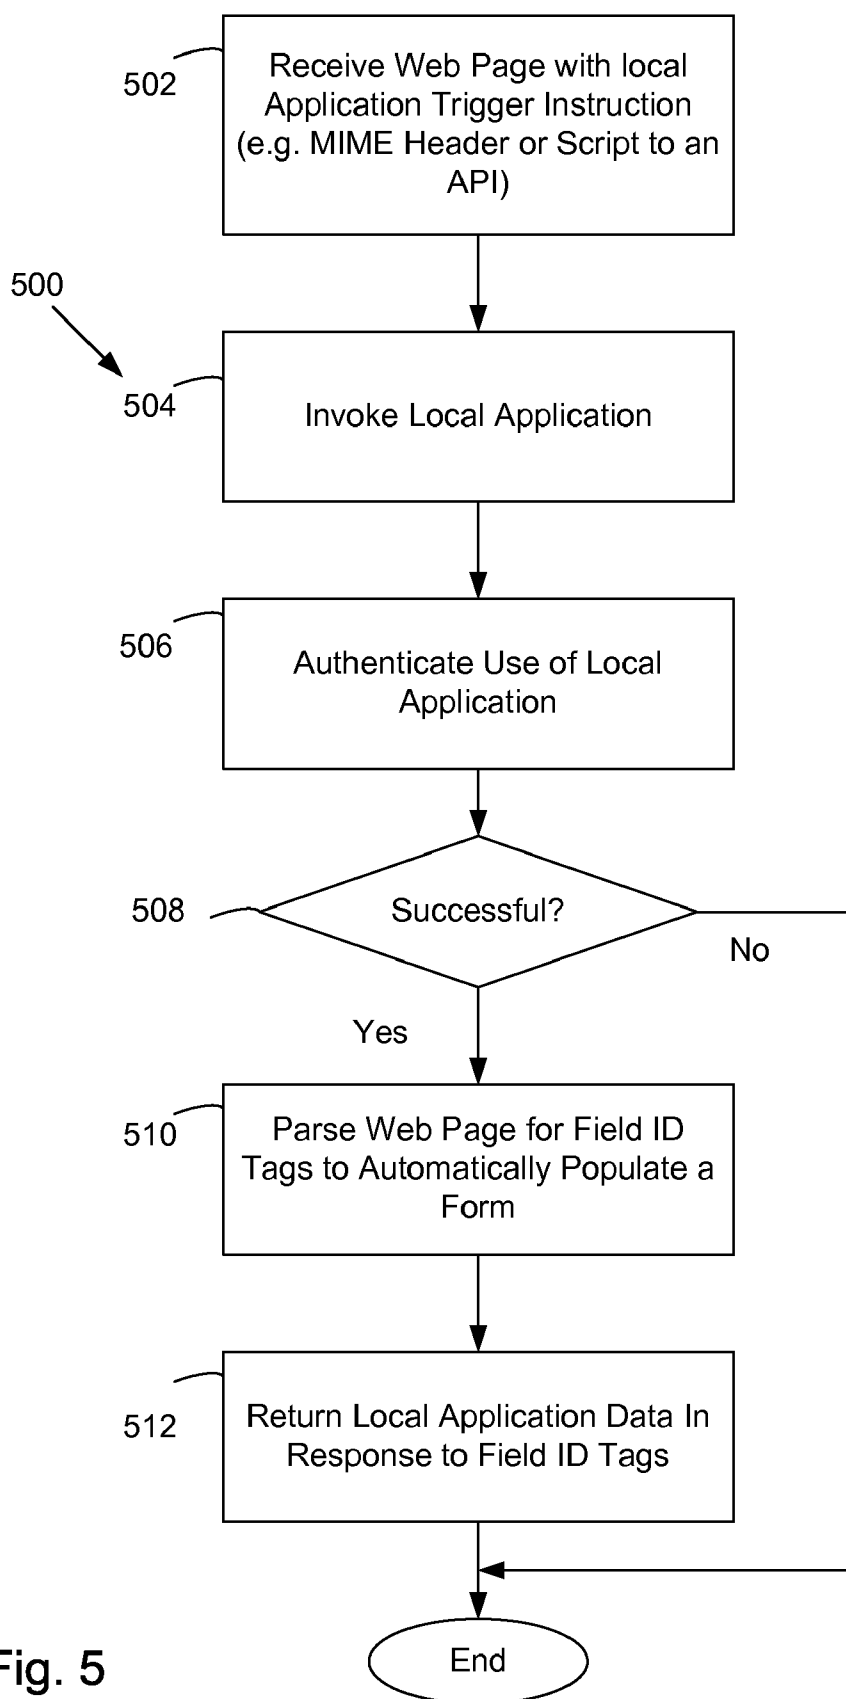 502
Receive Web Page with local
Application Trigger Instruction
(e.g. MIME Header or Script to an
API)
500
504
Invoke Local Application
506
Authenticate Use of Local
Application
508
Successful?
No
Yes
510
Parse Web Page for Field ID
Tags to Automatically Populate a
Form
512
Return Local Application Data In
Response to Field ID Tags
End
Fig. 5